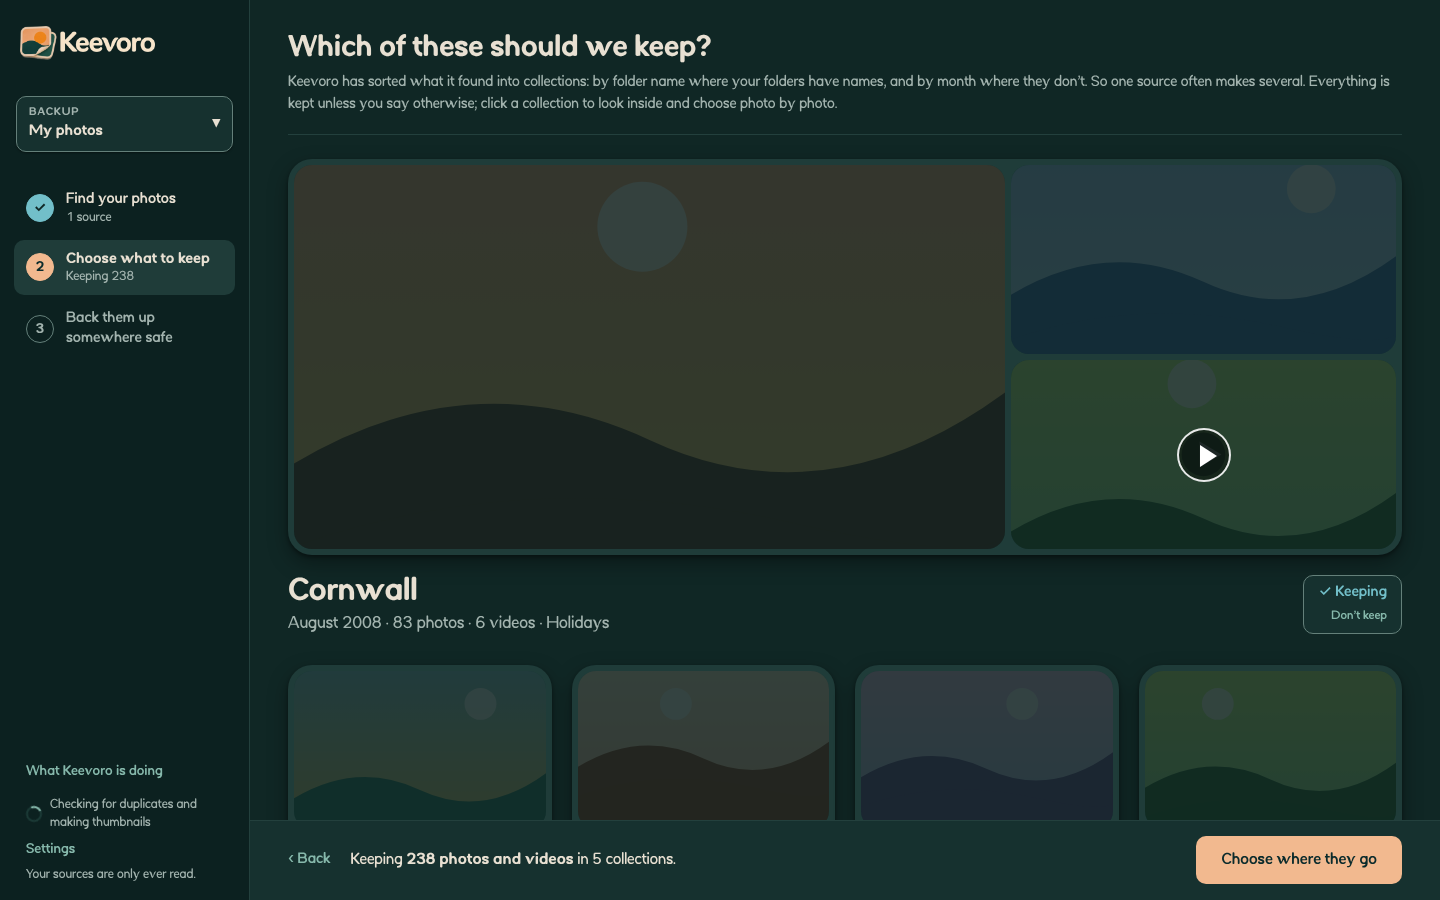 Keevoro
BACKUP
My photos
Find your photos
1 source
2
Choose what to keep
Keeping 238
3
Back them up
somewhere safe
What Keevoro is doing
Checking for duplicates and
making thumbnails
Settings
Your sources are only ever read.
Which of these should we keep?
Keevoro has sorted what it found into collections: by folder name where your folders have names, and by month where they don't. So one source often makes several. Everything is
kept unless you say otherwise; click a collection to look inside and choose photo by photo.
Cornwall
August 2008 · 83 photos · 6 videos · Holidays
✓ Keeping
Don't keep
‹ Back
Keeping 238 photos and videos in 5 collections.
Choose where they go